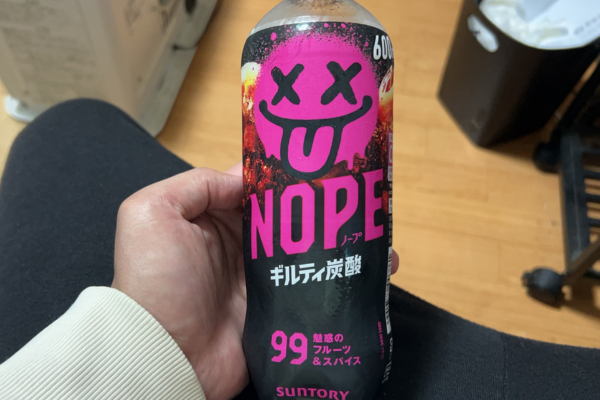 600
NOPE
ノープ
ギルティ炭酸
99 魅惑の
フルーツ
&スパイス
SUNTORY